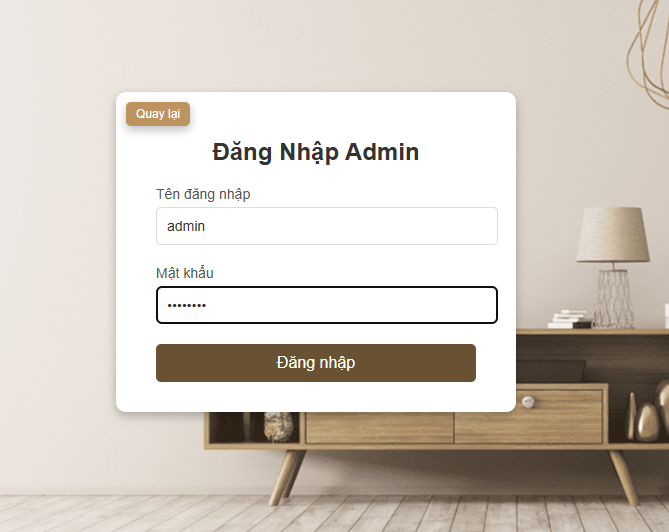 Quay lại
Đăng Nhập Admin
Tên đăng nhập
admin
Mật khẩu
••••••••
Đăng nhập